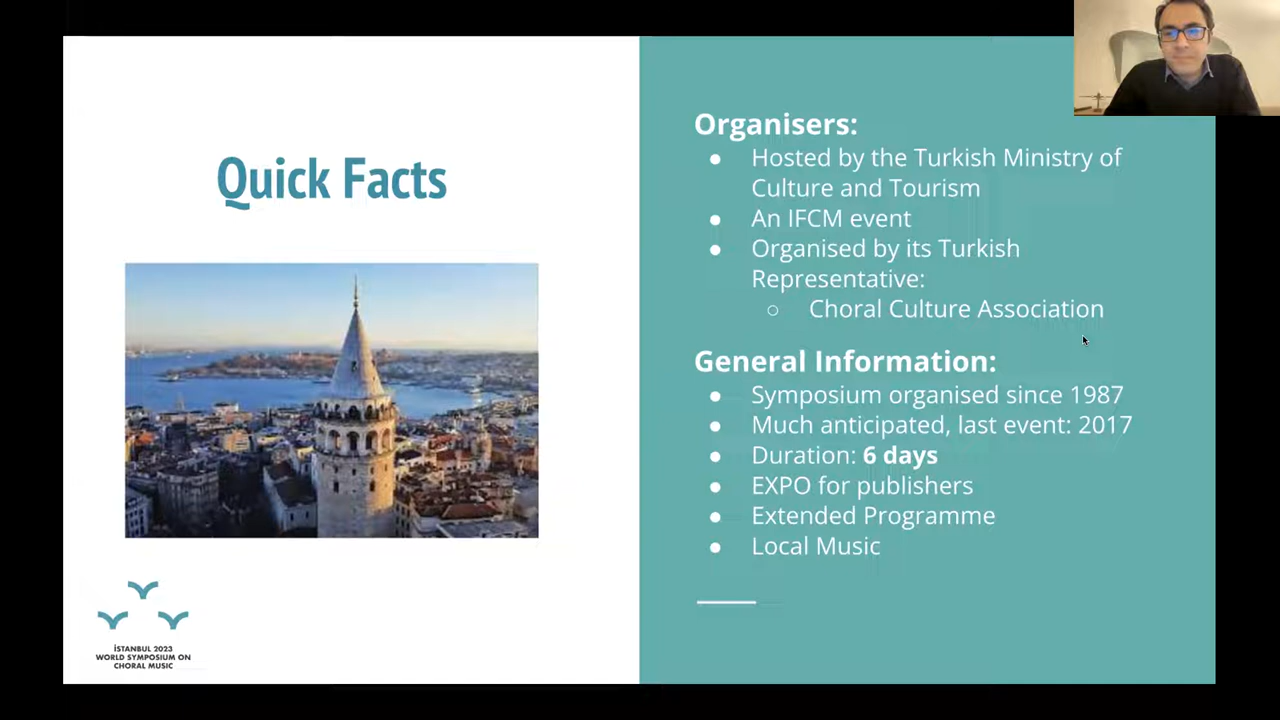 Quick Facts
İSTANBUL 2023
WORLD SYMPOSIUM ON
CHORAL MUSIC
Organisers:
● Hosted by the Turkish Ministry of
Culture and Tourism
● An IFCM event
● Organised by its Turkish
Representative:
○ Choral Culture Association
General Information:
● Symposium organised since 1987
● Much anticipated, last event: 2017
● Duration: 6 days
● EXPO for publishers
● Extended Programme
● Local Music